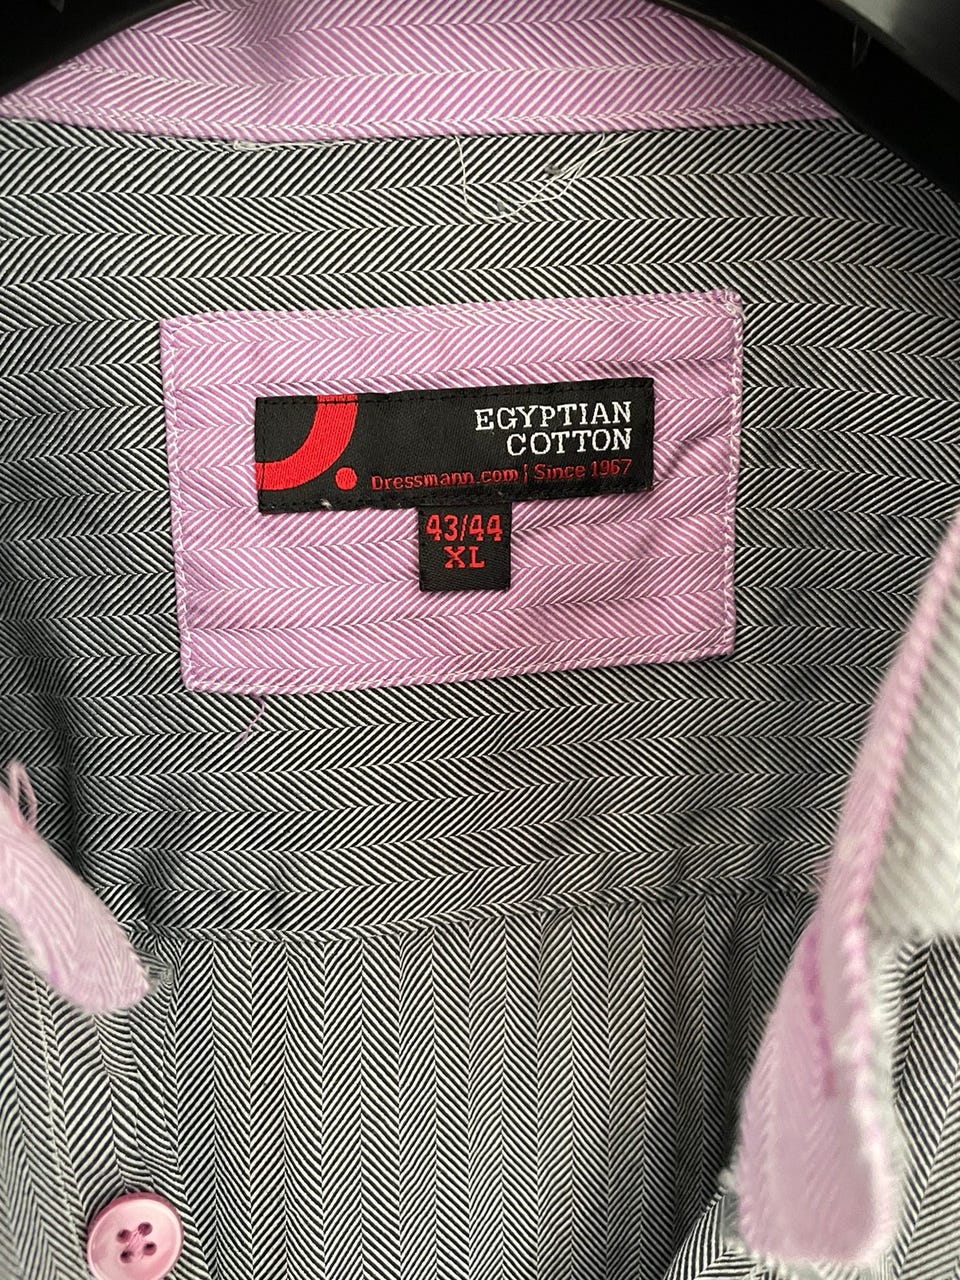 EGYPTIAN
COTTON
Dressmann.com | Since 1967
43/44
XL